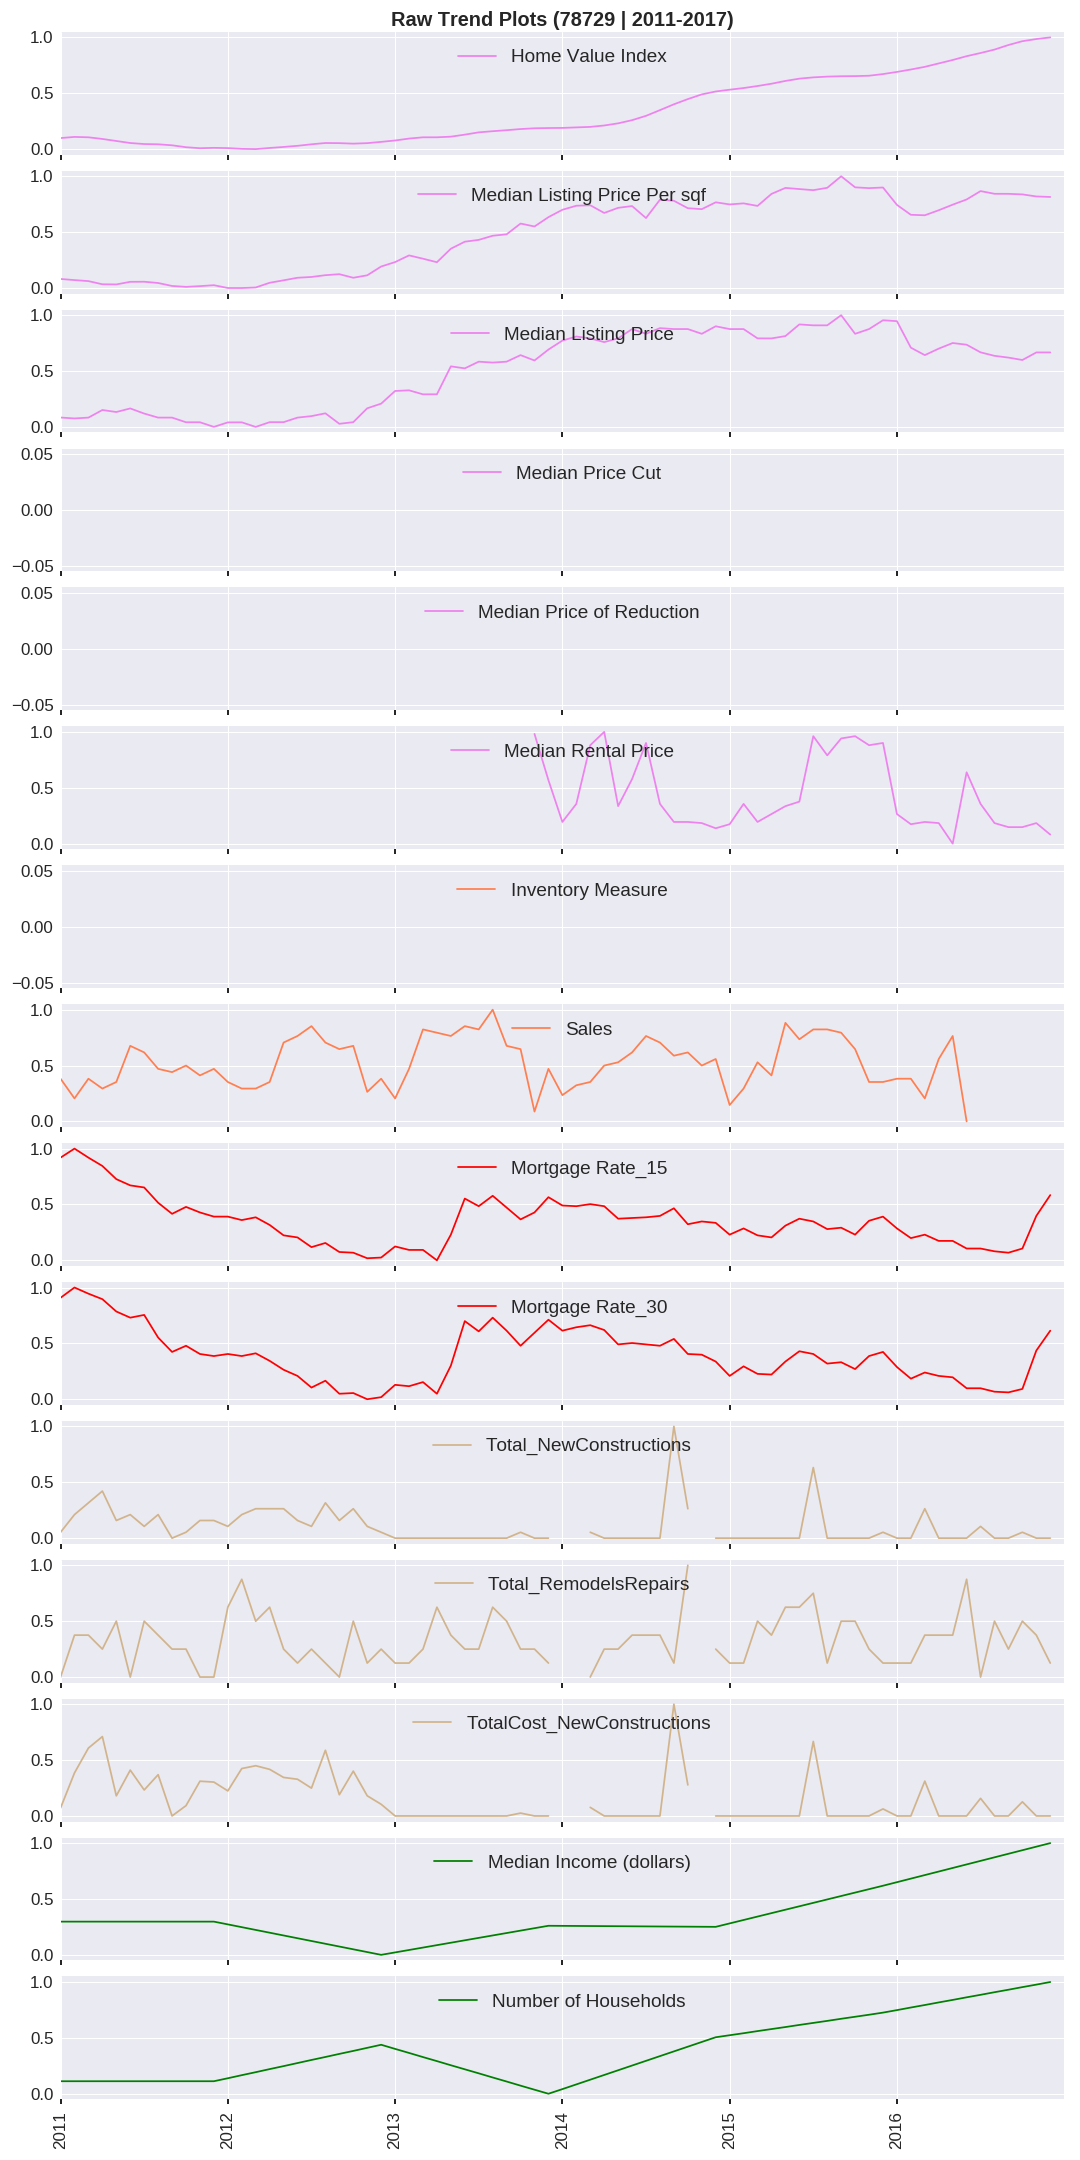 Raw Trend Plots (78729 | 2011-2017)
1.0
Home Value Index
0.5
0.0
1.0
Median Listing Price Per sqf
0.5
0.0
1.0
Median Listing Price
0.5
0.0
0.05
Median Price Cut
0.00
−0.05
0.05
Median Price of Reduction
0.00
−0.05
1.0
Median Rental Price
0.5
0.0
0.05
Inventory Measure
0.00
−0.05
1.0
Sales
0.5
0.0
1.0
Mortgage Rate_15
0.5
0.0
1.0
Mortgage Rate_30
0.5
0.0
1.0
Total_NewConstructions
0.5
0.0
1.0
Total_RemodelsRepairs
0.5
0.0
1.0
TotalCost_NewConstructions
0.5
0.0
1.0
Median Income (dollars)
0.5
0.0
1.0
Number of Households
0.5
0.0
2011 2012 2013 2014 2015 2016